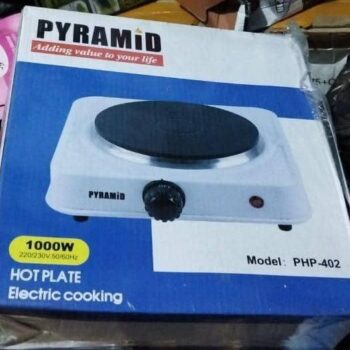 PYRAMiD
Adding value to your life
PYRAMiD
1000W
220/230V.50/60Hz
Model: PHP-402
HOT PLATE
Electric cooking